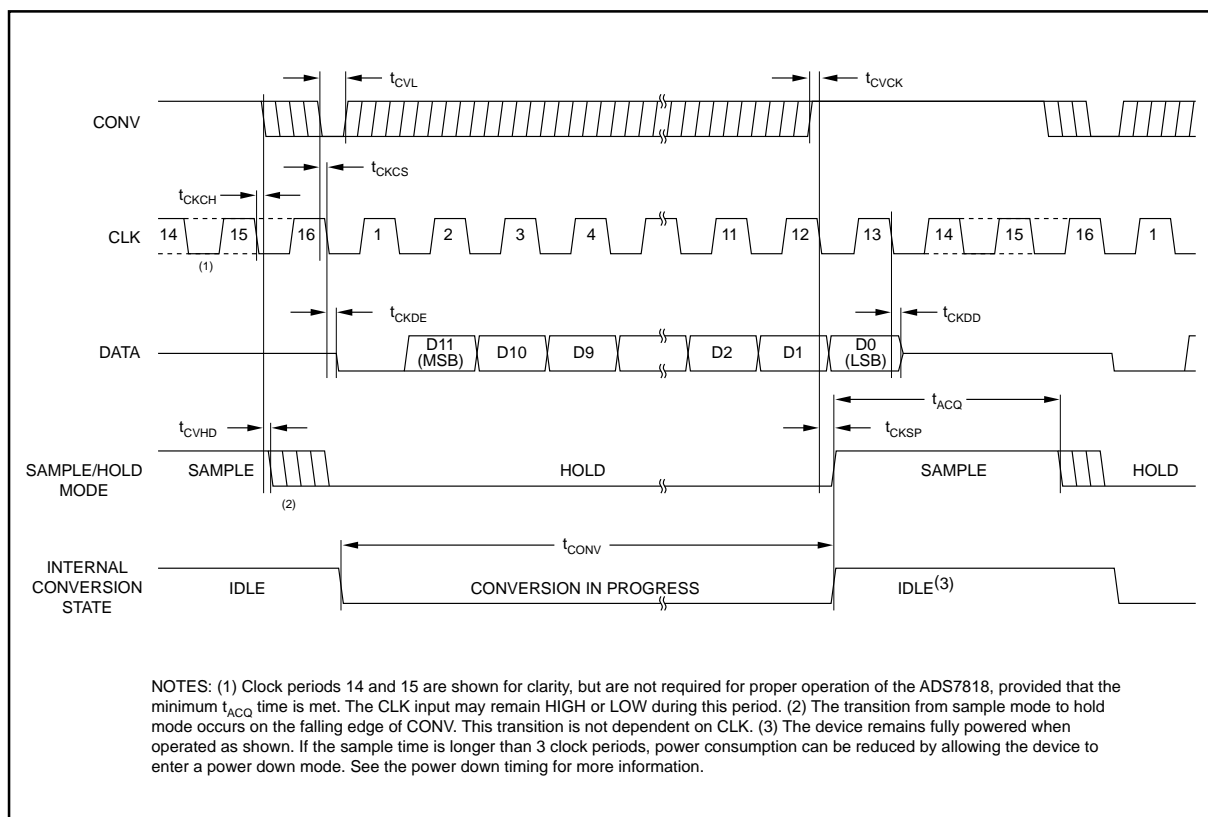 tCVL
tCVCK
CONV
tCKCS
tCKCH
CLK
14 15 16 1 2 3 4 11 12 13 14 15 16 1
(1)
tCKDE
tCKDD
DATA
D11 (MSB) D10 D9 D2 D1 D0 (LSB)
tACQ
tCVHD
tCKSP
SAMPLE/HOLD
MODE
SAMPLE HOLD SAMPLE HOLD
(2)
tCONV
INTERNAL
CONVERSION
STATE
IDLE CONVERSION IN PROGRESS IDLE(3)
NOTES: (1) Clock periods 14 and 15 are shown for clarity, but are not required for proper operation of the ADS7818, provided that the
minimum tACQ time is met. The CLK input may remain HIGH or LOW during this period. (2) The transition from sample mode to hold
mode occurs on the falling edge of CONV. This transition is not dependent on CLK. (3) The device remains fully powered when
operated as shown. If the sample time is longer than 3 clock periods, power consumption can be reduced by allowing the device to
enter a power down mode. See the power down timing for more information.